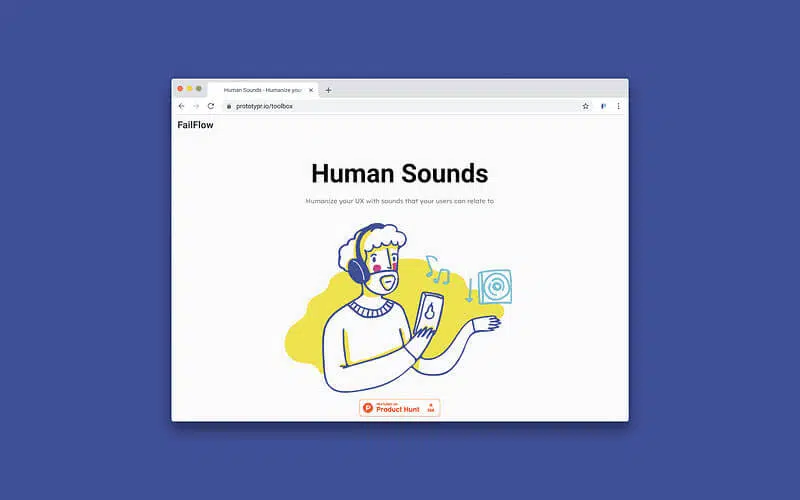 Human Sounds - Humanize your
prototypr.io/toolbox
FailFlow
Human Sounds
Humanize your UX with sounds that your users can relate to
FEATURED ON
Product Hunt